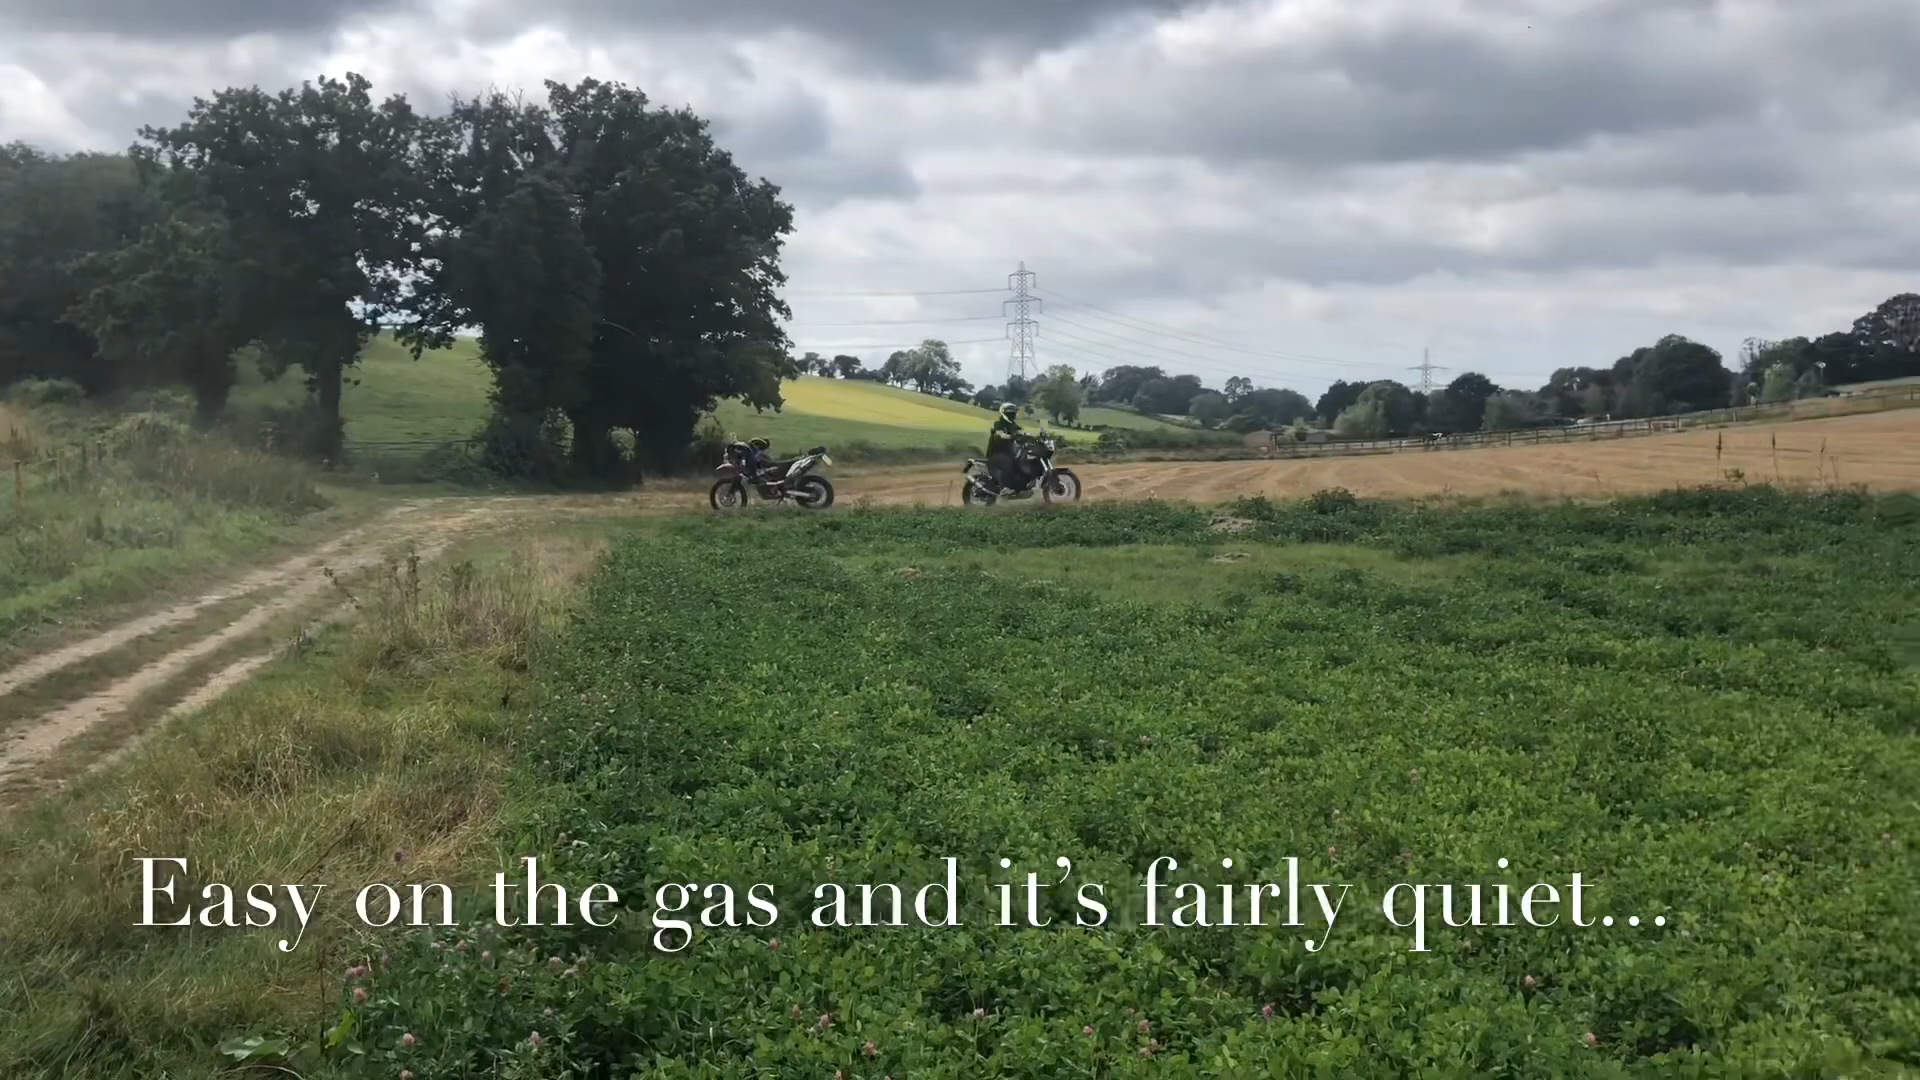 Easy on the gas and it’s fairly quiet...